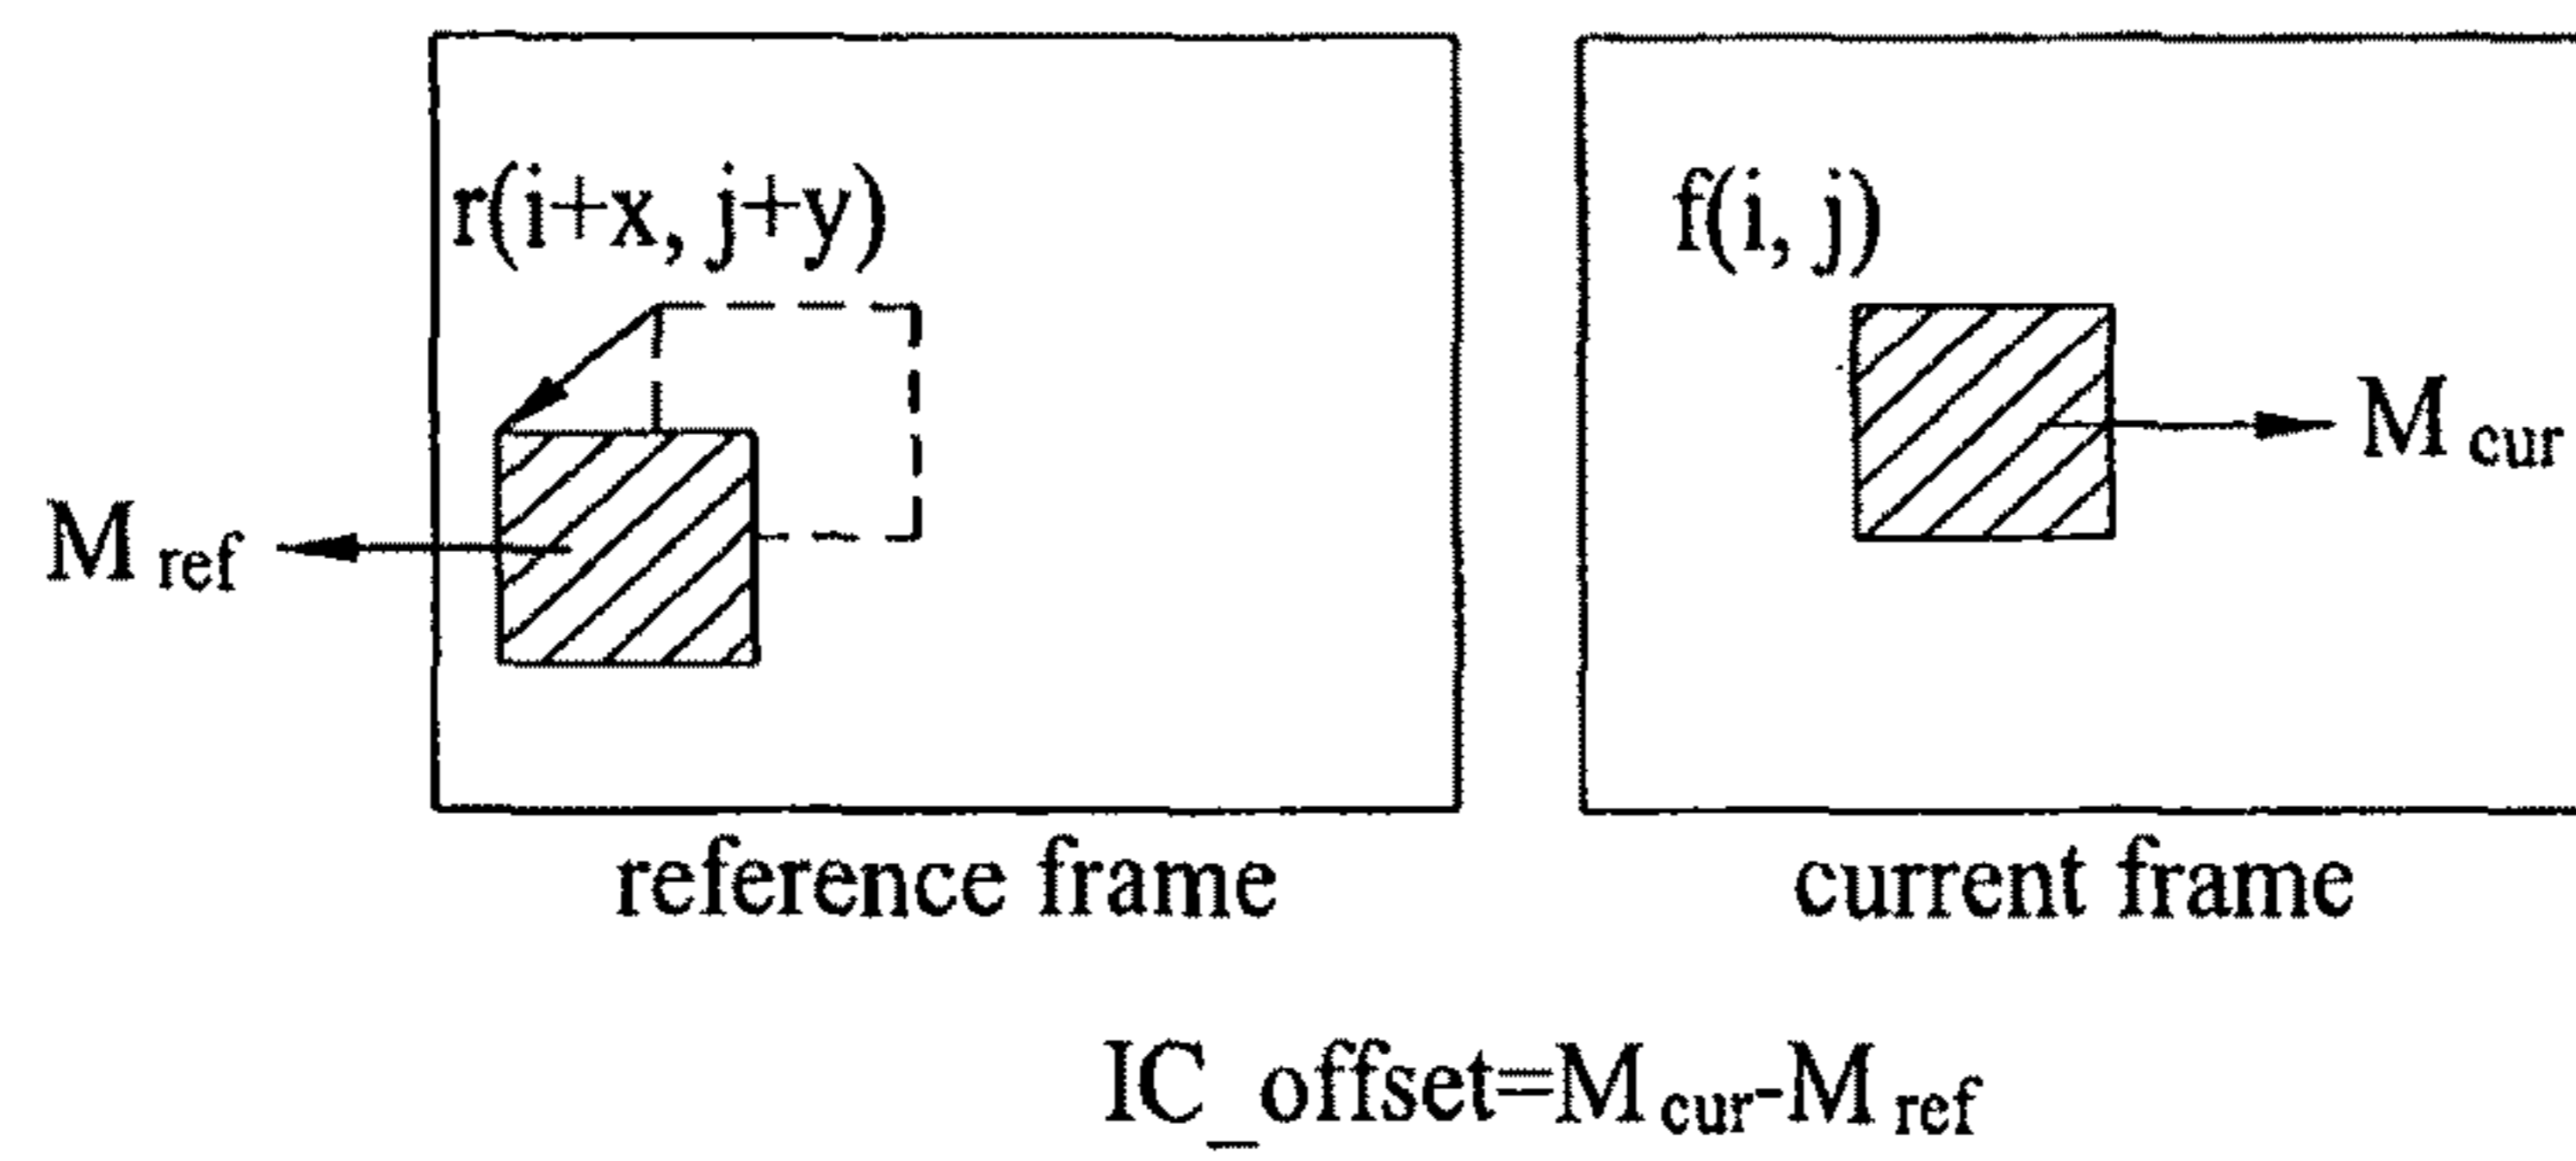 r(i+x, j+y)
f(i, j)
M cur
M ref
reference frame
current frame
IC_offset=M cur-M ref